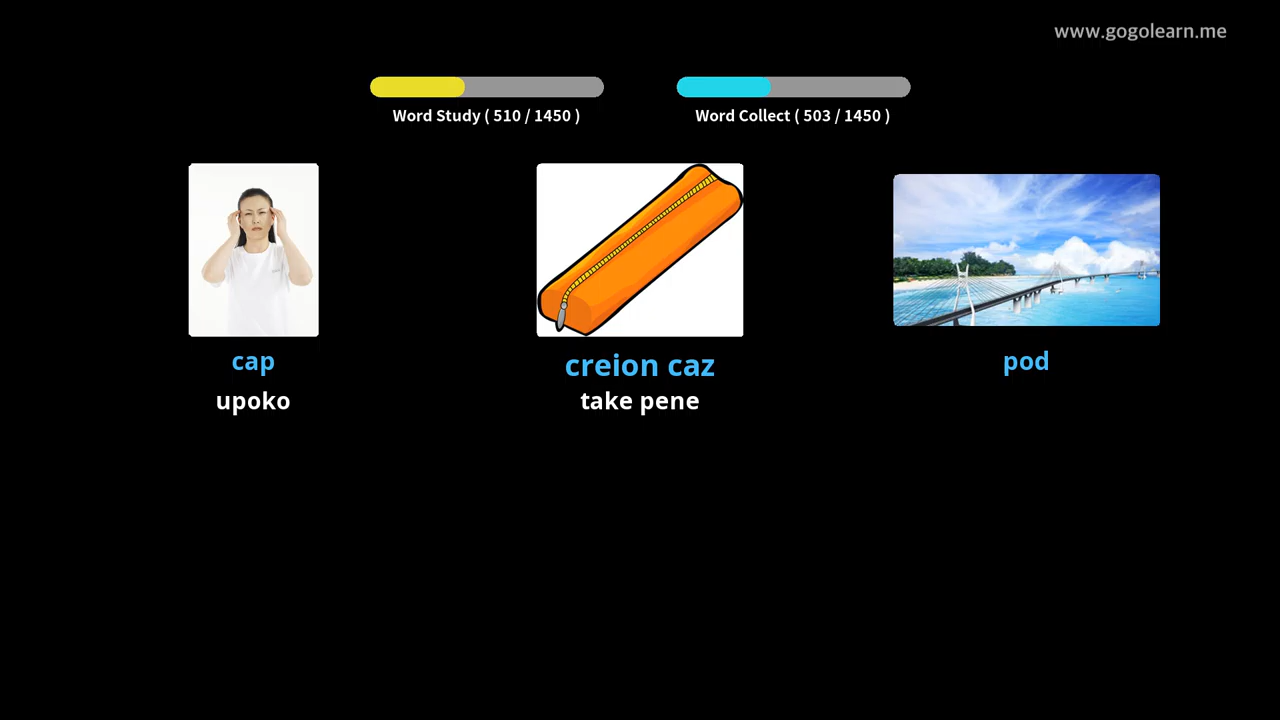 www.gogolearn.me
Word Study ( 510 / 1450 )
Word Collect ( 503 / 1450 )
cap
upoko
creion caz
take pene
pod